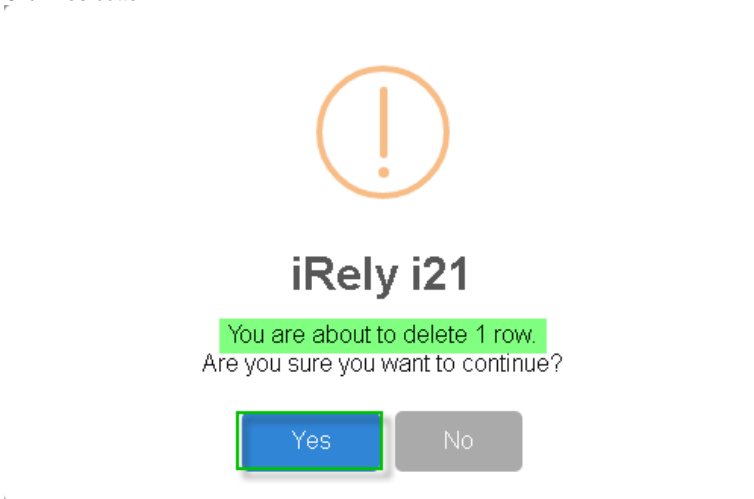 iRely i21
You are about to delete 1 row.
Are you sure you want to continue?
Yes
No